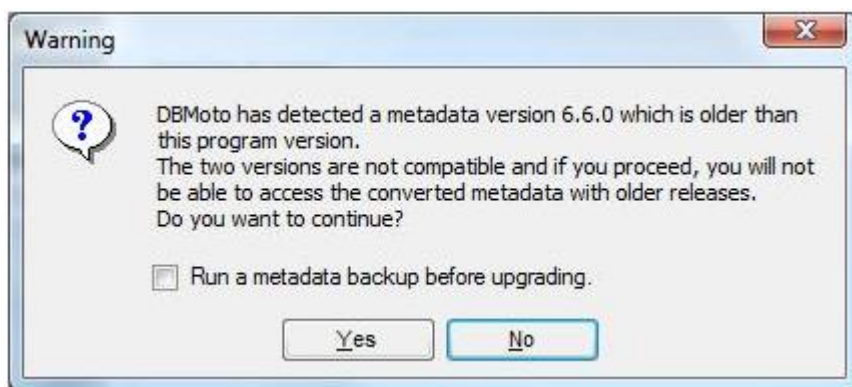 Warning
DBMoto has detected a metadata version 6.6.0 which is older than
this program version.
The two versions are not compatible and if you proceed, you will not
be able to access the converted metadata with older releases.
Do you want to continue?
Run a metadata backup before upgrading.
Yes No